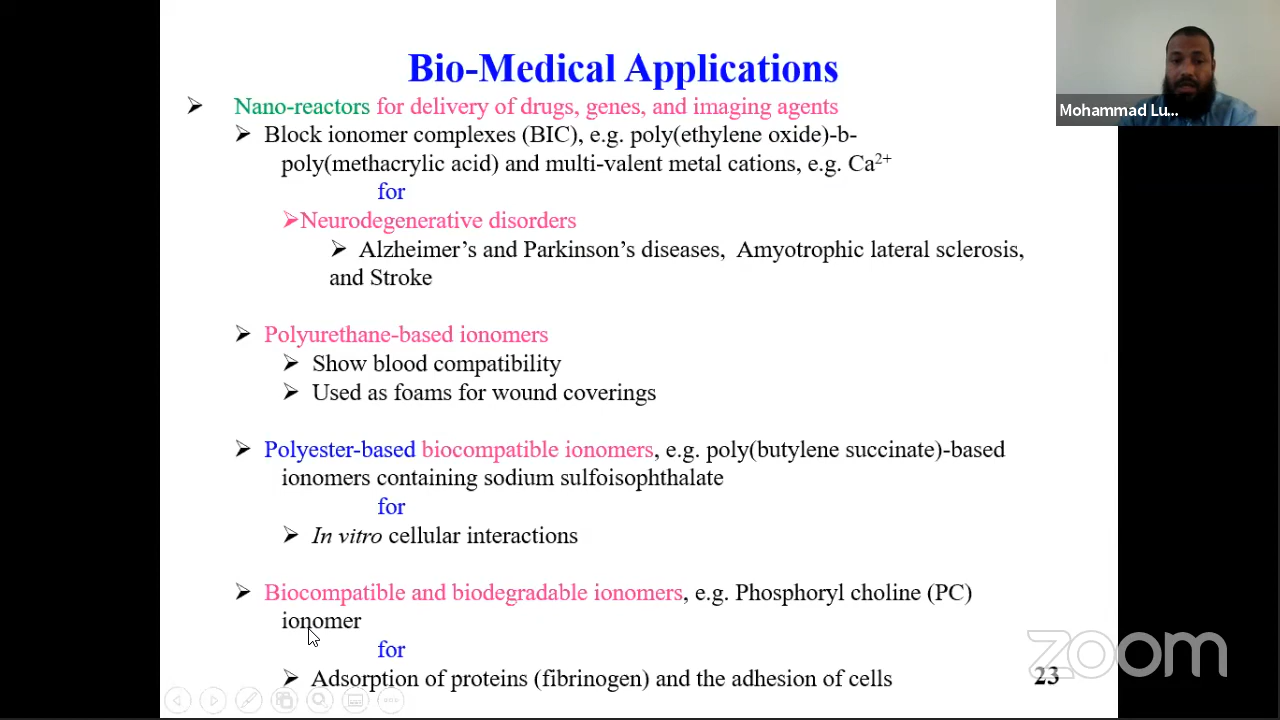 Bio-Medical Applications
➢ Nano-reactors for delivery of drugs, genes, and imaging agents
➢ Block ionomer complexes (BIC), e.g. poly(ethylene oxide)-b-
poly(methacrylic acid) and multi-valent metal cations, e.g. Ca²⁺
for
➢Neurodegenerative disorders
➢ Alzheimer’s and Parkinson’s diseases, Amyotrophic lateral sclerosis,
and Stroke
➢ Polyurethane-based ionomers
➢ Show blood compatibility
➢ Used as foams for wound coverings
➢ Polyester-based biocompatible ionomers, e.g. poly(butylene succinate)-based
ionomers containing sodium sulfoisophthalate
for
➢ In vitro cellular interactions
➢ Biocompatible and biodegradable ionomers, e.g. Phosphoryl choline (PC)
ionomer
for
➢ Adsorption of proteins (fibrinogen) and the adhesion of cells
23
Mohammad Lu...
zoom